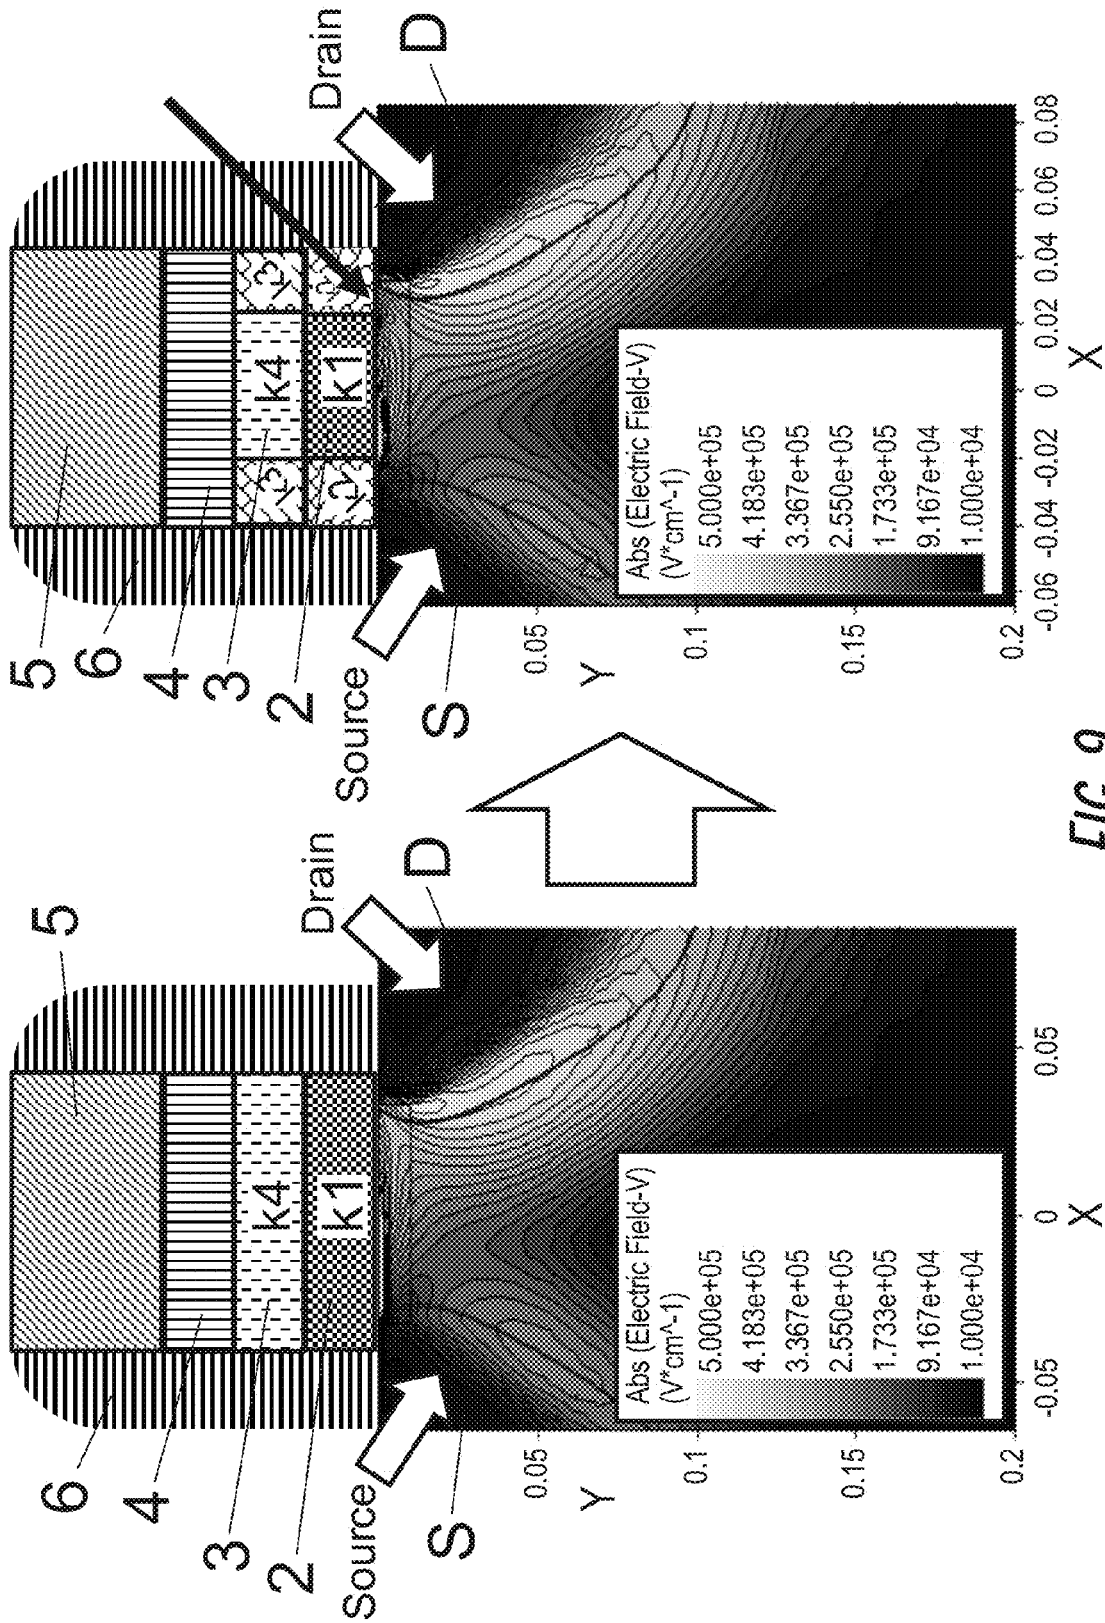 5
6
4
3
2
k4
k1
Source
S
Drain
D
0.05
0.1
0.15
0.2
Y
Abs (Electric Field-V)
(V*cm^-1)
5.000e+05
4.183e+05
3.367e+05
2.550e+05
1.733e+05
9.167e+04
1.000e+04
-0.05 0 0.05
X
5
6
4
3
2
k4
k1
Source
S
Drain
D
0.05
0.1
0.15
0.2
Y
Abs (Electric Field-V)
(V*cm^-1)
5.000e+05
4.183e+05
3.367e+05
2.550e+05
1.733e+05
9.167e+04
1.000e+04
-0.06 -0.04 -0.02 0 0.02 0.04 0.06 0.08
X
FIG. 9